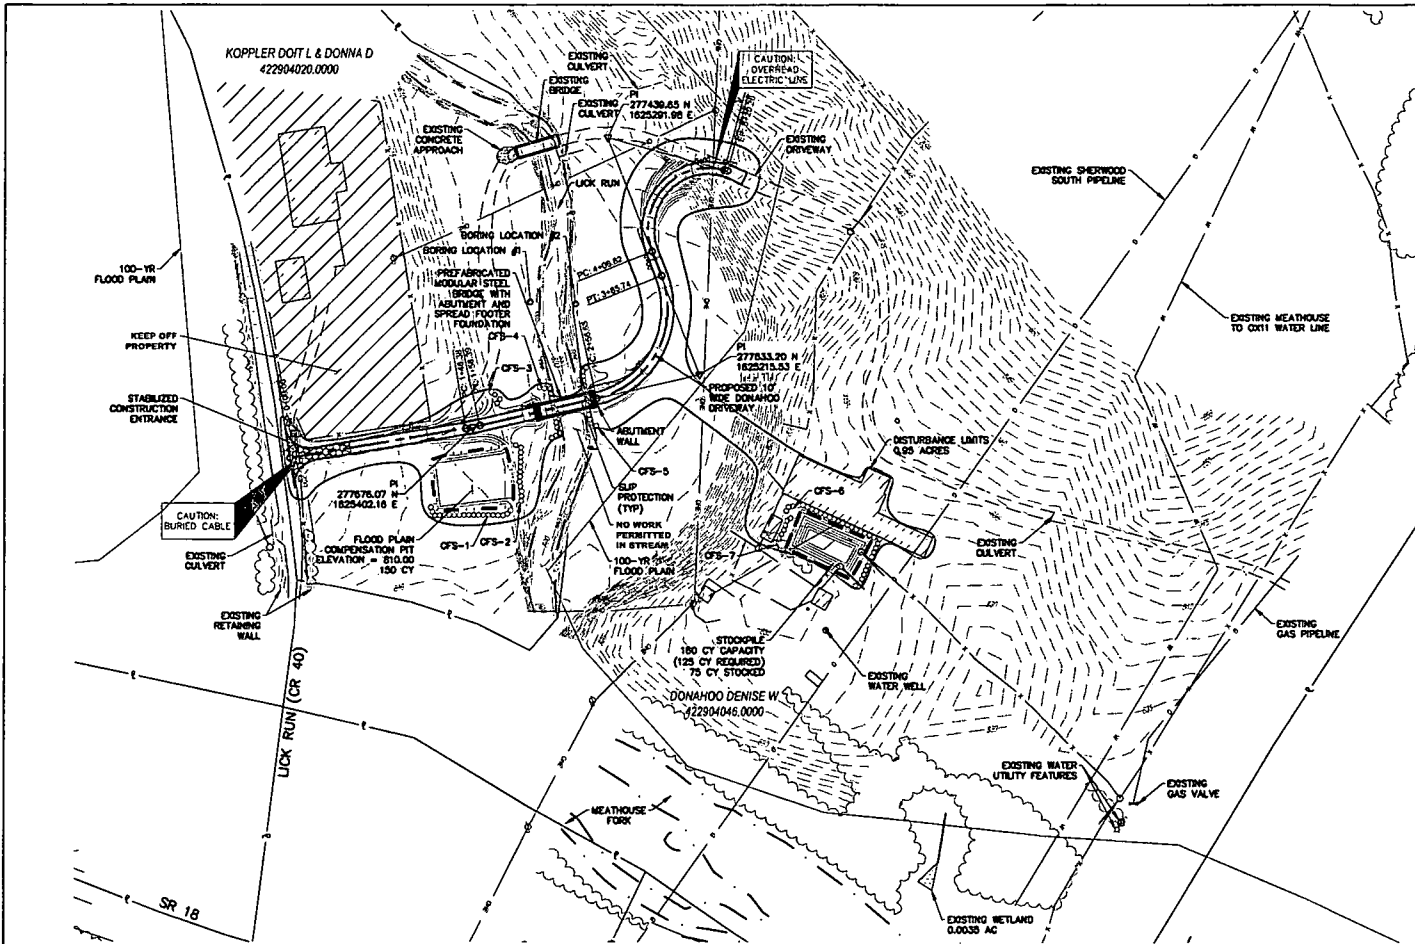 KOPPLER DOIT L & DONNA D
422904020.0000
EXISTING
CULVERT
EXISTING
BRIDGE
EXISTING
CULVERT
PI
277439.65 N
1625291.96 E
CAUTION:
OVERHEAD
ELECTRIC LINE
EXISTING
CONCRETE
APPROACH
EXISTING
DRIVEWAY
LICK RUN
EXISTING SHERWOOD
SOUTH PIPELINE
BORING LOCATION #2
BORING LOCATION #1
100-YR
FLOOD PLAIN
PC: 4+06.62
PT: 3+85.74
PREFABRICATED
MODULAR STEEL
BRIDGE WITH
ABUTMENT AND
SPREAD FOOTER
FOUNDATION
EXISTING MEATHOUSE
TO OX11 WATER LINE
KEEP OFF
PROPERTY
CFS-4
CFS-3
PI
277633.20 N
1625215.53 E
PROPOSED 10'
WIDE DONAHOO
DRIVEWAY
STABILIZED
CONSTRUCTION
ENTRANCE
ABUTMENT
WALL
DISTURBANCE LIMITS
0.95 ACRES
CFS-5
SLIP
PROTECTION
(TYP)
CFS-6
PI
277676.07 N
1625402.16 E
CAUTION:
BURIED CABLE
NO WORK
PERMITTED
IN STREAM
EXISTING
CULVERT
FLOOD PLAIN
COMPENSATION PIT
ELEVATION = 810.00
150 CY
CFS-1
CFS-2
100-YR
FLOOD PLAIN
CFS-7
EXISTING
CULVERT
EXISTING
RETAINING
WALL
EXISTING
GAS PIPELINE
STOCKPILE
160 CY CAPACITY
(125 CY REQUIRED)
75 CY STOCKED
EXISTING
WATER WELL
DONAHOO DENISE W
422904046.0000
LICK RUN (CR 40)
EXISTING WATER
UTILITY FEATURES
EXISTING
GAS VALVE
MEATHOUSE
FORK
SR 18
EXISTING WETLAND
0.0035 AC